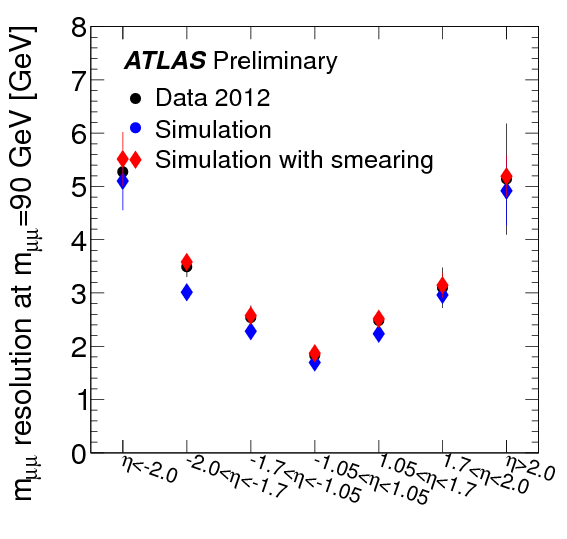 ATLAS Preliminary
Data 2012
Simulation
Simulation with smearing
m_μμ resolution at m_μμ=90 GeV [GeV]
8
7
6
5
4
3
2
1
0
η<-2.0
-2.0<η<-1.7
-1.7<η<-1.05
-1.05<η<1.05
1.05<η<1.7
1.7<η<2.0
η>2.0